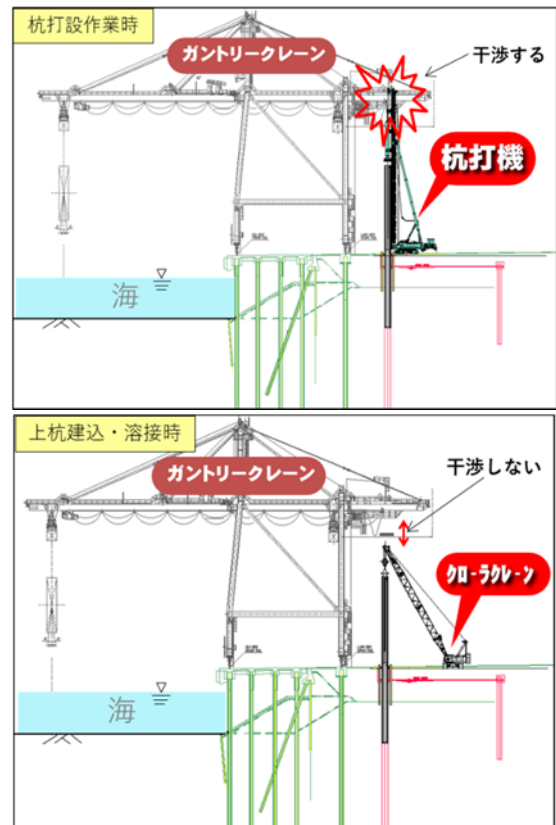 杭打設作業時
ガントリークレーン
干渉する
杭打機
海
上杭建込・溶接時
ガントリークレーン
干渉しない
クローラクレーン
海